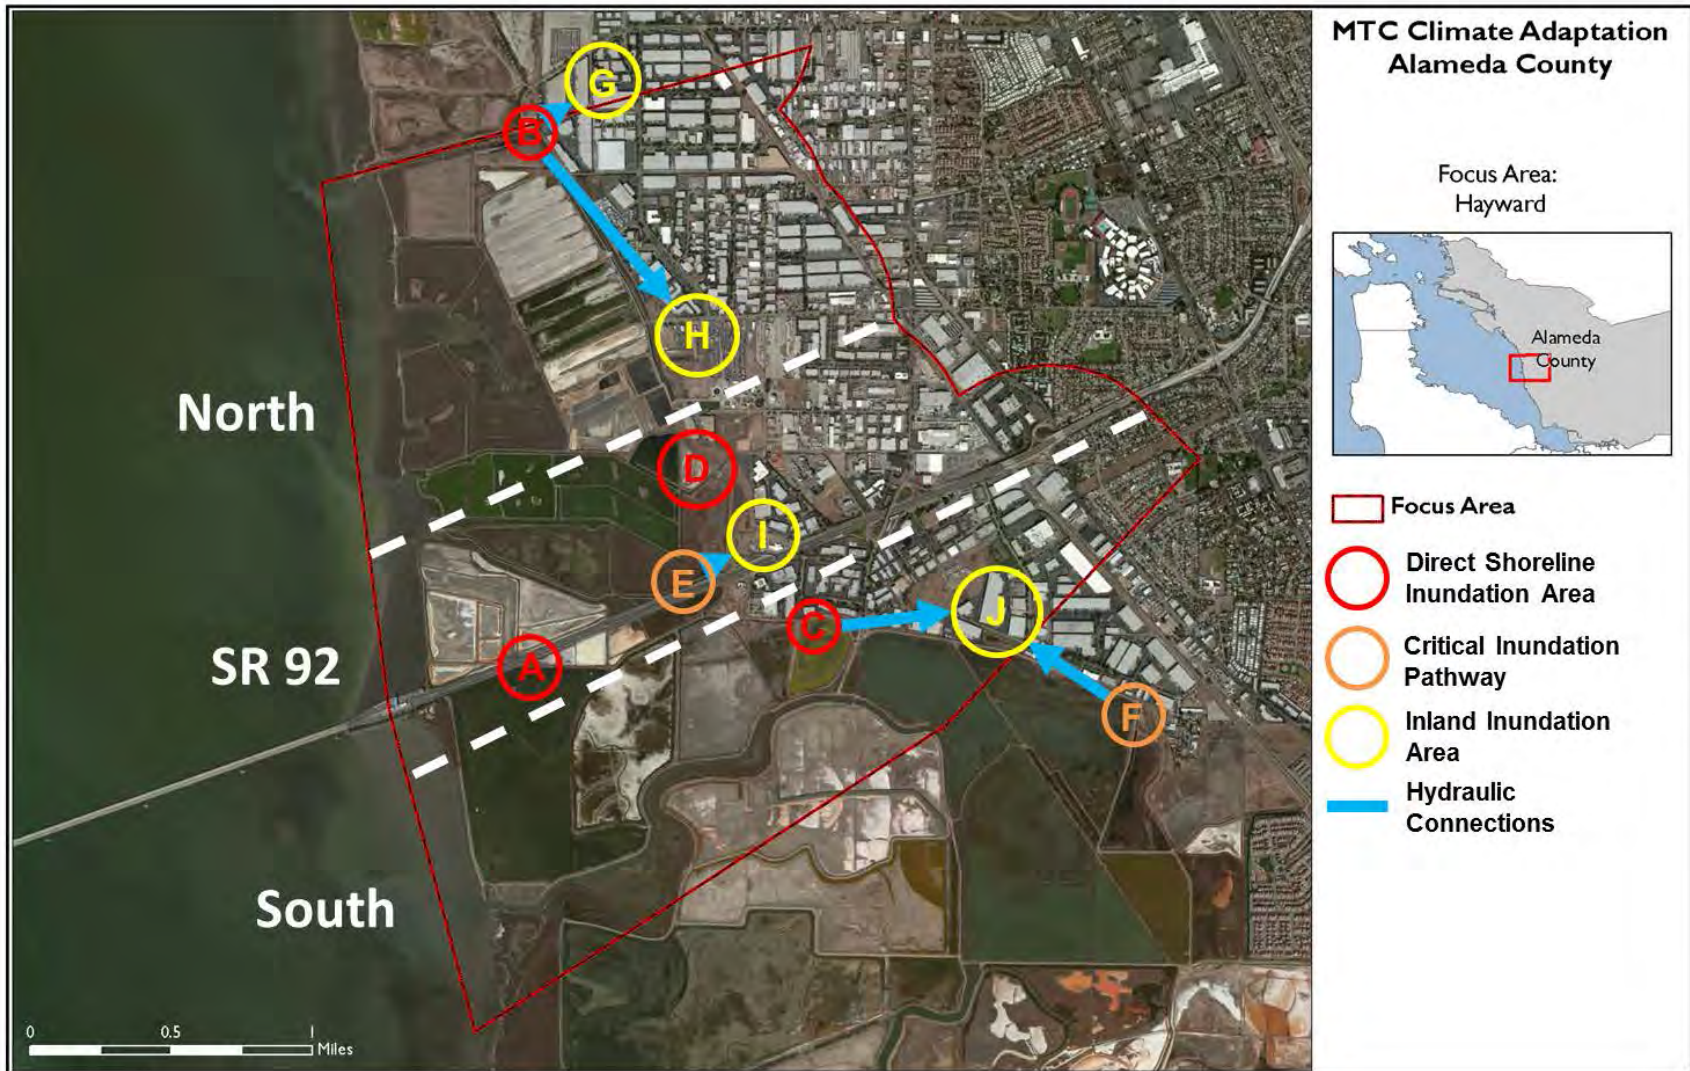 MTC Climate Adaptation
Alameda County
Focus Area:
Hayward
Alameda
County
Focus Area
Direct Shoreline
Inundation Area
Critical Inundation
Pathway
Inland Inundation
Area
Hydraulic
Connections
G
B
H
North
D
I
E
SR 92
A
C
J
F
South
0 0.5 1
Miles